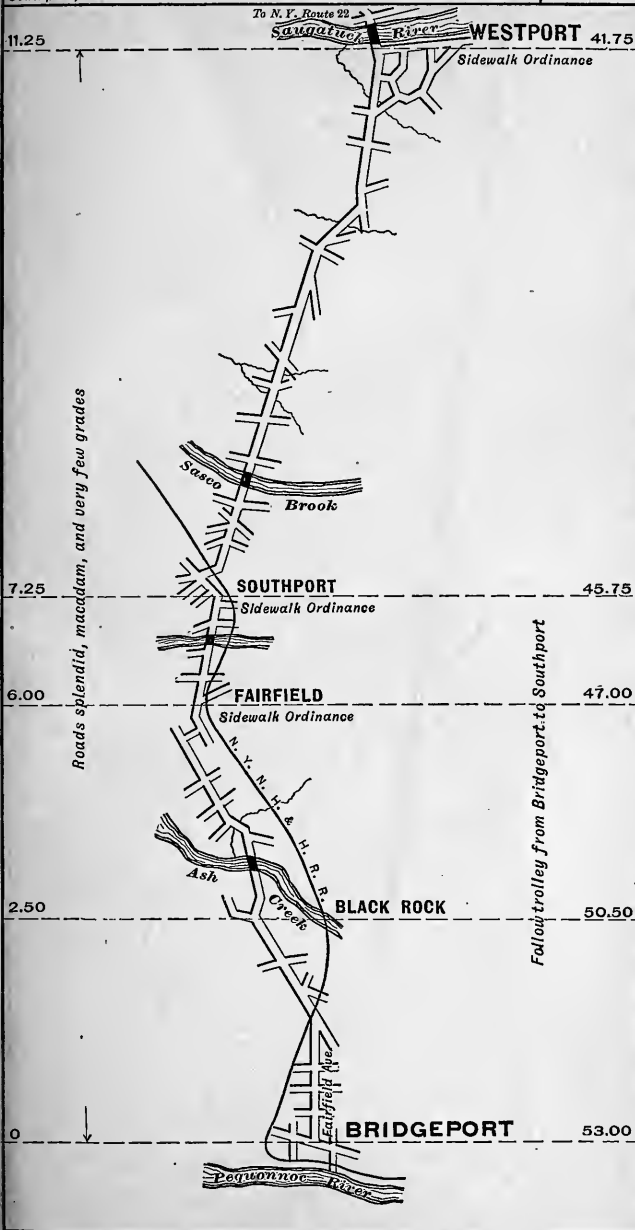 To N. Y. Route 22
Saugatuck River
11.25 WESTPORT 41.75
Sidewalk Ordinance
Roads splendid, macadam, and very few grades
Sasco Brook
7.25 SOUTHPORT 45.75
Sidewalk Ordinance
6.00 FAIRFIELD 47.00
Sidewalk Ordinance
N. Y. N. H. & H. R. R.
Follow trolley from Bridgeport to Southport
Ash Creek
2.50 BLACK ROCK 50.50
Fairfield Ave.
0 BRIDGEPORT 53.00
Pequonnoc River